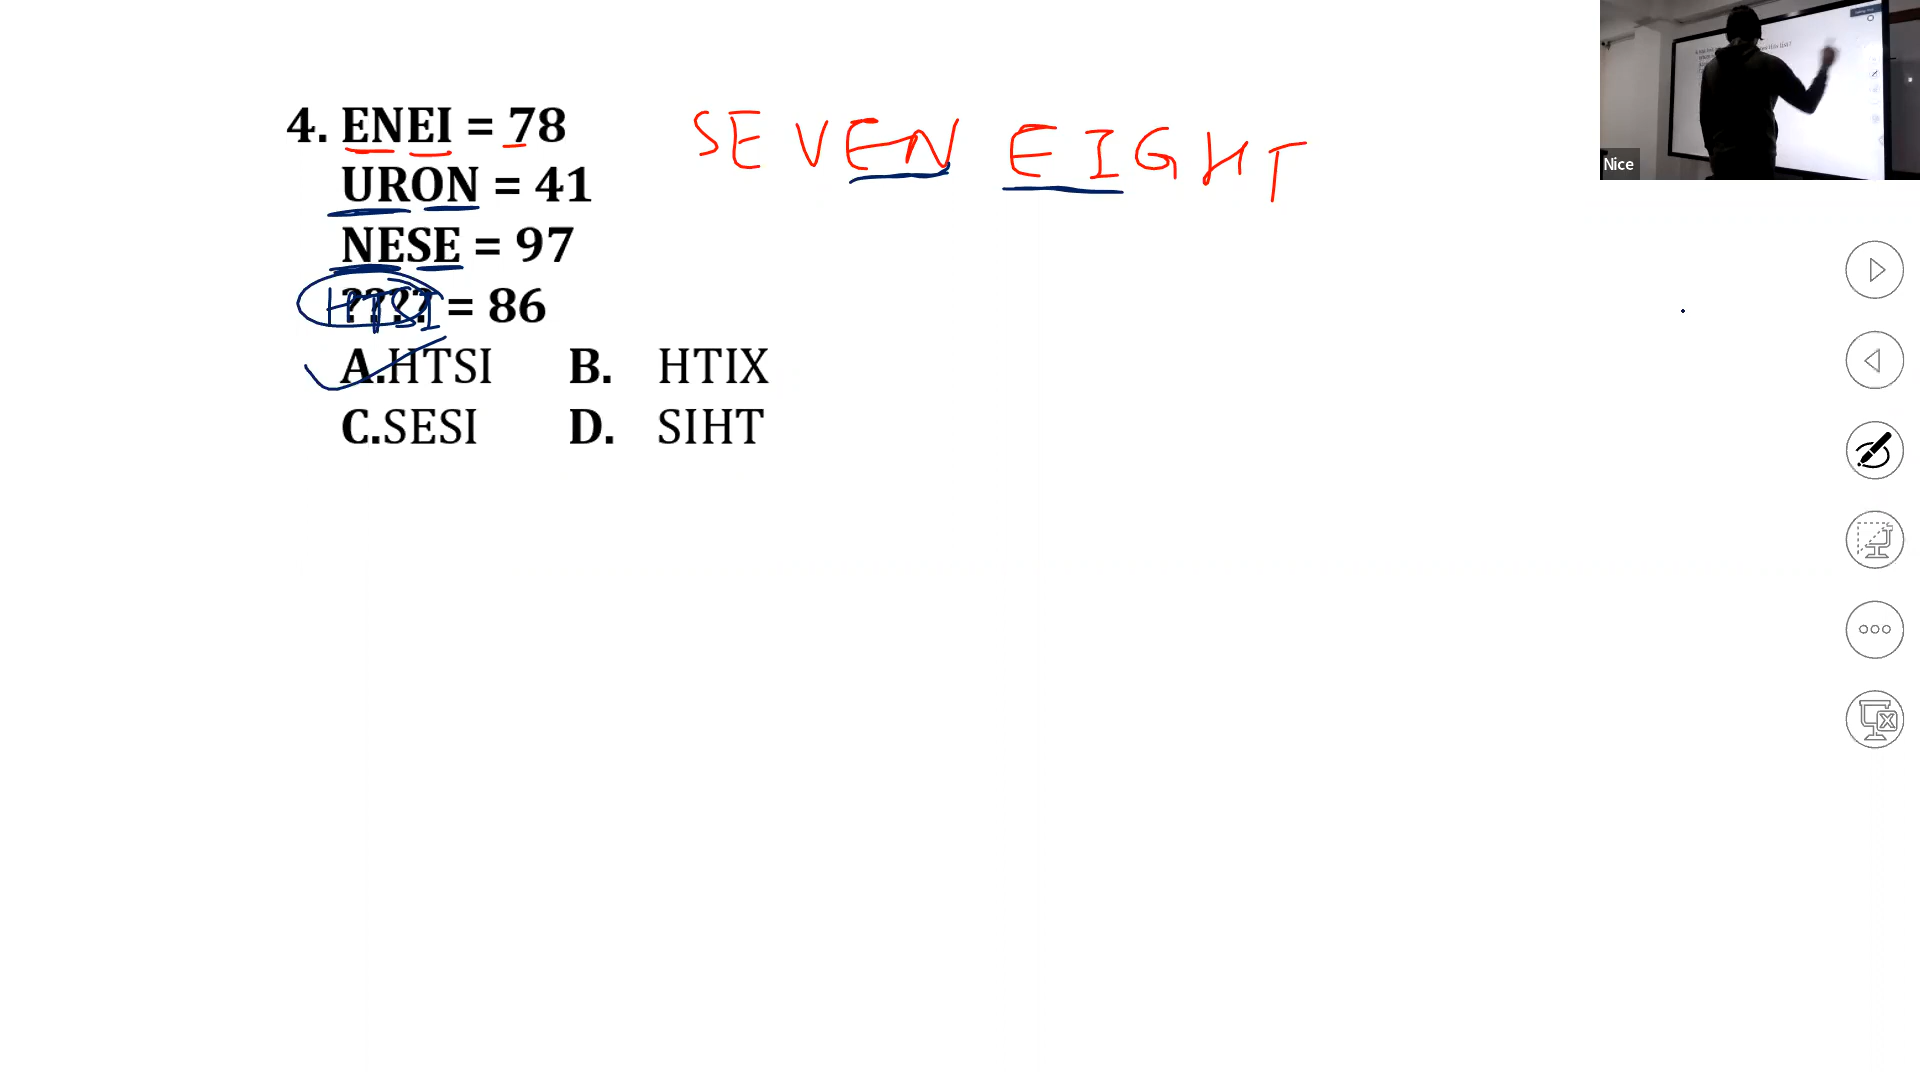 4. ENEI = 78 SEVEN EIGHT
URON = 41
NESE = 97
???? = 86
HTSI
A.HTSI B. HTIX
C.SESI D. SIHT
Nice